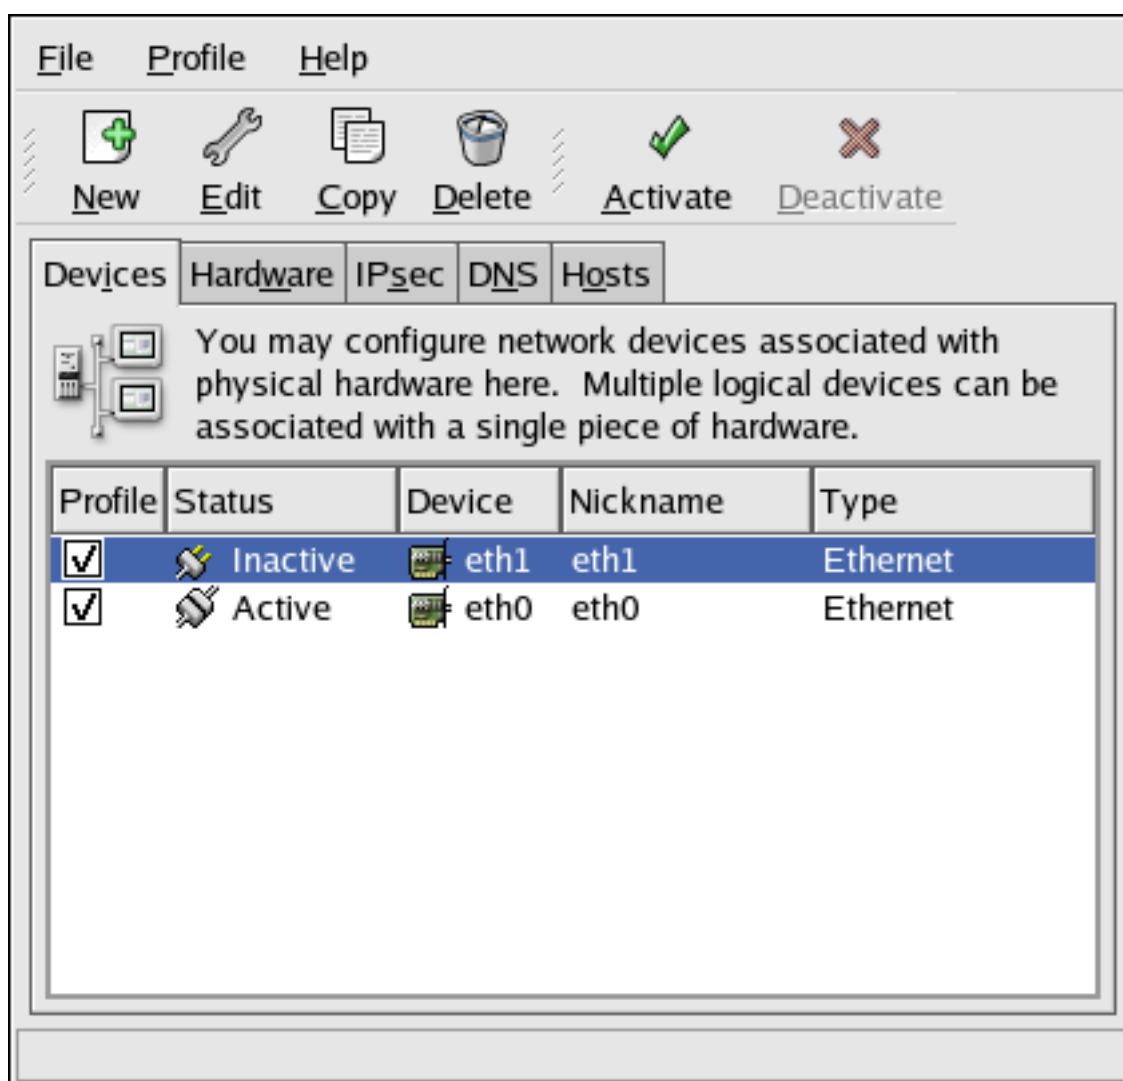 File Profile Help
New Edit Copy Delete Activate Deactivate
Devices Hardware IPsec DNS Hosts
You may configure network devices associated with
physical hardware here.  Multiple logical devices can be
associated with a single piece of hardware.
Profile Status Device Nickname Type
Inactive eth1 eth1 Ethernet
Active eth0 eth0 Ethernet